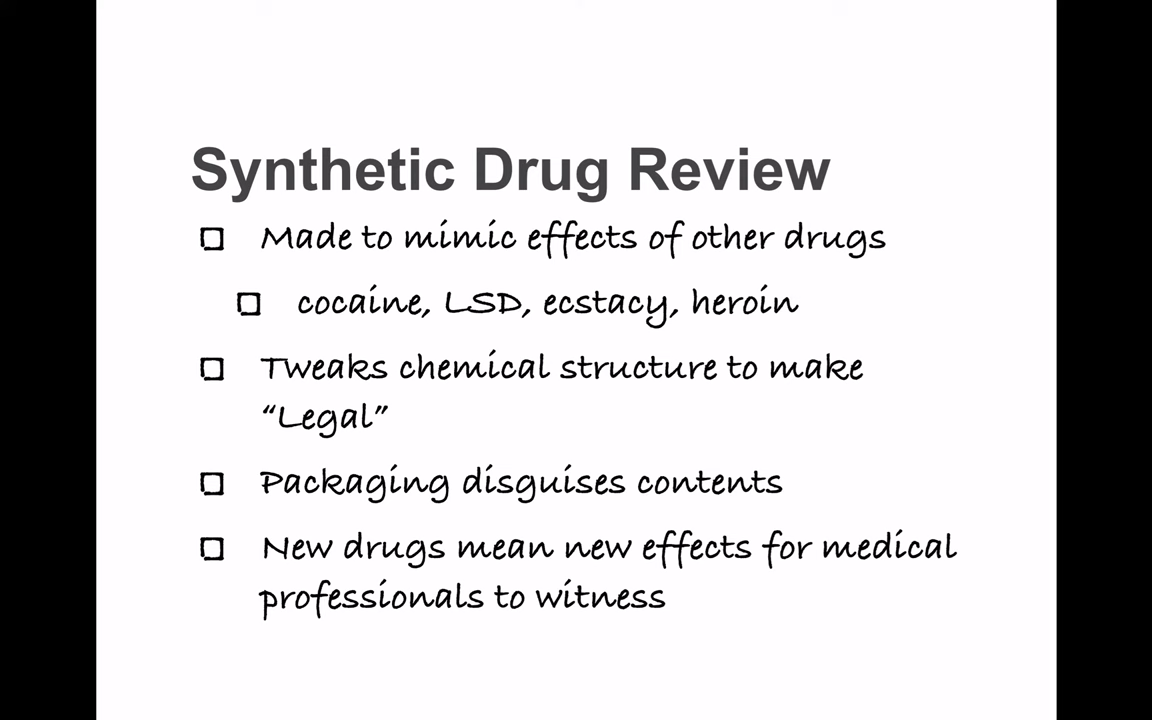 Synthetic Drug Review
Made to mimic effects of other drugs
cocaine, LSD, ecstacy, heroin
Tweaks chemical structure to make
“Legal”
Packaging disguises contents
New drugs mean new effects for medical
professionals to witness